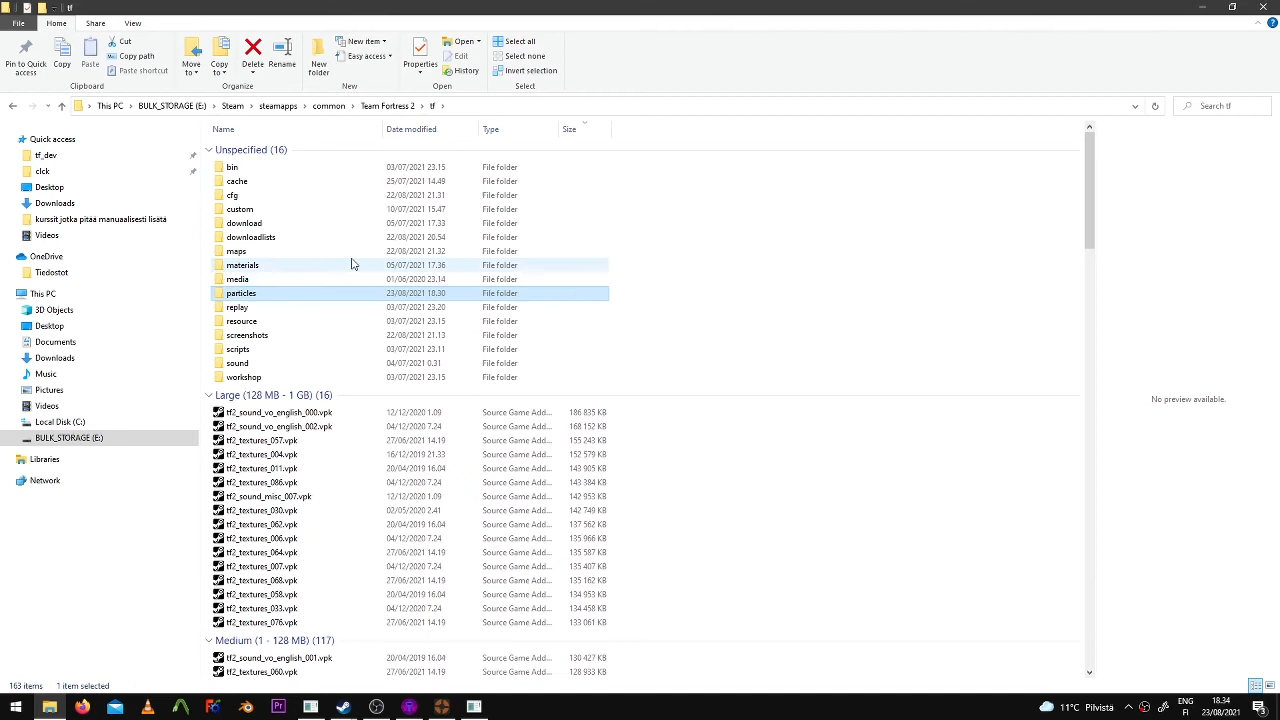 tf
File Home Share View
Pin to Quick access
Copy
Paste
Cut
Copy path
Paste shortcut
Clipboard
Move to
Copy to
Delete
Rename
Organize
New folder
New item
Easy access
New
Properties
Open
Edit
History
Open
Select all
Select none
Invert selection
Select
This PC > BULK_STORAGE (E:) > Steam > steamapps > common > Team Fortress 2 > tf >
Search tf
Quick access
tf_dev
clck
Desktop
Downloads
kurssit jotka pitää manuaalisesti lisätä
Videos
OneDrive
Tiedostot
This PC
3D Objects
Desktop
Documents
Downloads
Music
Pictures
Videos
Local Disk (C:)
BULK_STORAGE (E:)
Libraries
Network
Name Date modified Type Size
Unspecified (16)
bin 03/07/2021 23.15 File folder
cache 25/07/2021 14.49 File folder
cfg 22/08/2021 21.31 File folder
custom 10/07/2021 15.47 File folder
download 05/07/2021 17.33 File folder
downloadlists 22/08/2021 20.54 File folder
maps 22/08/2021 21.32 File folder
materials 05/07/2021 17.36 File folder
media 01/06/2020 23.14 File folder
particles 23/08/2021 18.30 File folder
replay 03/07/2021 23.20 File folder
resource 03/07/2021 23.15 File folder
screenshots 22/08/2021 21.13 File folder
scripts 03/07/2021 23.11 File folder
sound 04/07/2021 0.31 File folder
workshop 03/07/2021 23.15 File folder
Large (128 MB - 1 GB) (16)
tf2_sound_vo_english_000.vpk 12/12/2020 1.09 Source Game Add... 186 835 KB
tf2_sound_vo_english_002.vpk 04/12/2020 7.24 Source Game Add... 168 152 KB
tf2_textures_057.vpk 27/06/2021 14.19 Source Game Add... 155 243 KB
tf2_textures_004.vpk 16/12/2019 21.33 Source Game Add... 152 579 KB
tf2_textures_011.vpk 20/04/2019 16.04 Source Game Add... 143 905 KB
tf2_textures_086.vpk 04/12/2020 7.24 Source Game Add... 143 384 KB
tf2_sound_misc_007.vpk 12/12/2020 1.09 Source Game Add... 142 953 KB
tf2_textures_030.vpk 02/05/2020 2.41 Source Game Add... 142 749 KB
tf2_textures_062.vpk 20/04/2019 16.04 Source Game Add... 137 562 KB
tf2_textures_006.vpk 04/12/2020 7.24 Source Game Add... 135 966 KB
tf2_textures_064.vpk 27/06/2021 14.19 Source Game Add... 135 587 KB
tf2_textures_007.vpk 04/12/2020 7.24 Source Game Add... 135 407 KB
tf2_textures_068.vpk 27/06/2021 14.19 Source Game Add... 135 162 KB
tf2_textures_058.vpk 20/04/2019 16.04 Source Game Add... 134 953 KB
tf2_textures_033.vpk 04/12/2020 7.24 Source Game Add... 134 458 KB
tf2_textures_076.vpk 27/06/2021 14.19 Source Game Add... 133 061 KB
Medium (1 - 128 MB) (117)
tf2_sound_vo_english_001.vpk 20/04/2019 16.04 Source Game Add... 130 427 KB
tf2_textures_060.vpk 27/06/2021 14.19 Source Game Add... 128 933 KB
No preview available.
163 items 1 item selected
Pr
11°C Pilvistä
ENG
FI
18.34
23/08/2021